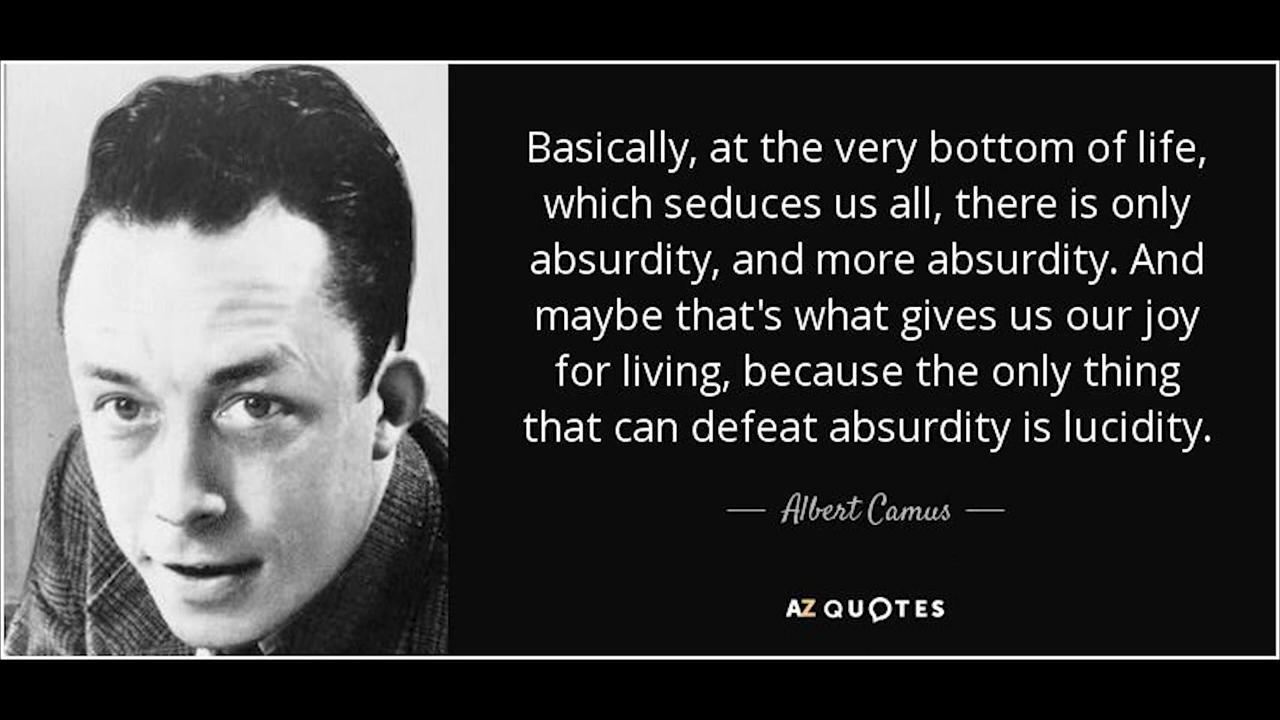 Basically, at the very bottom of life,
which seduces us all, there is only
absurdity, and more absurdity. And
maybe that's what gives us our joy
for living, because the only thing
that can defeat absurdity is lucidity.
Albert Camus
AZ QUOTES